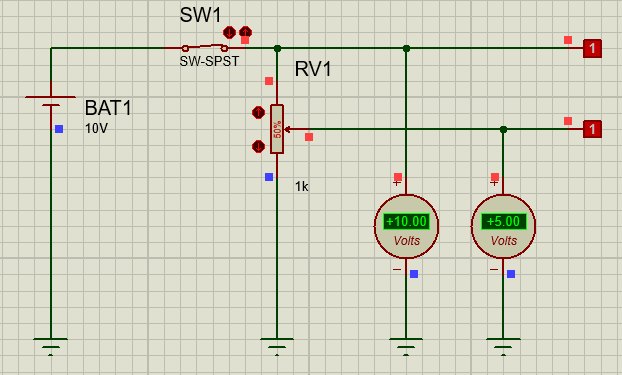 SW1
SW-SPST
1
RV1
BAT1
10V
50%
1
1k
+10.00
Volts
+5.00
Volts